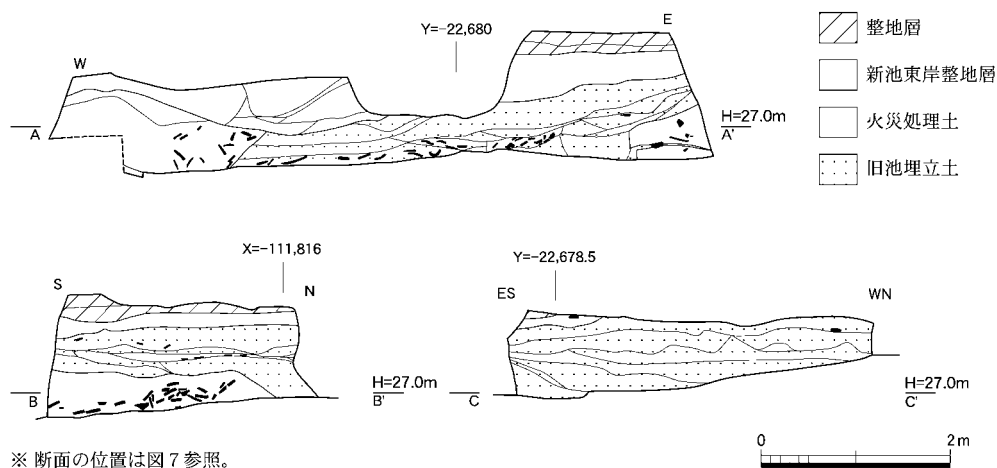 Y=-22,680
W
E
A
H=27.0m
A'
整地層
新池東岸整地層
火災処理土
旧池埋立土
X=-111,816
S
N
B
H=27.0m
B'
Y=-22,678.5
ES
WN
C
H=27.0m
C'
※ 断面の位置は図7参照。
0
2m